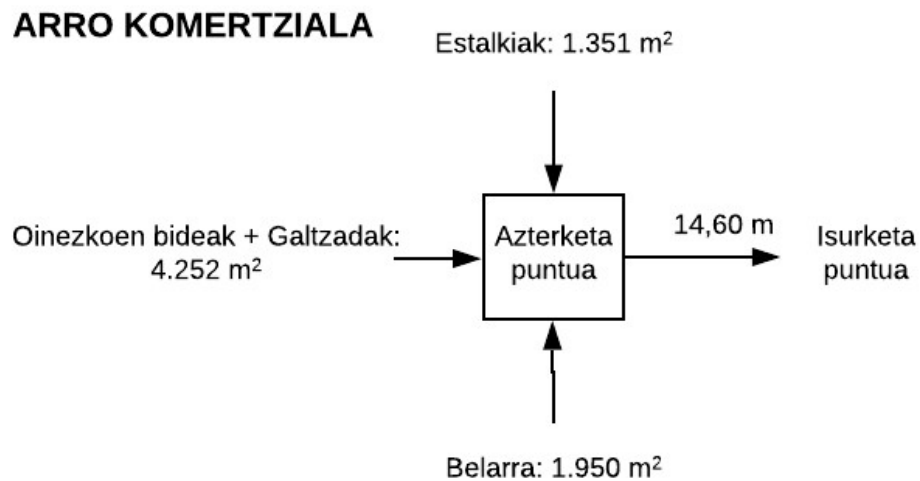 ARRO KOMERTZIALA
Estalkiak: 1.351 m²
Oinezkoen bideak + Galtzadak:
4.252 m²
Azterketa
puntua
14,60 m
Isurketa
puntua
Belarra: 1.950 m²